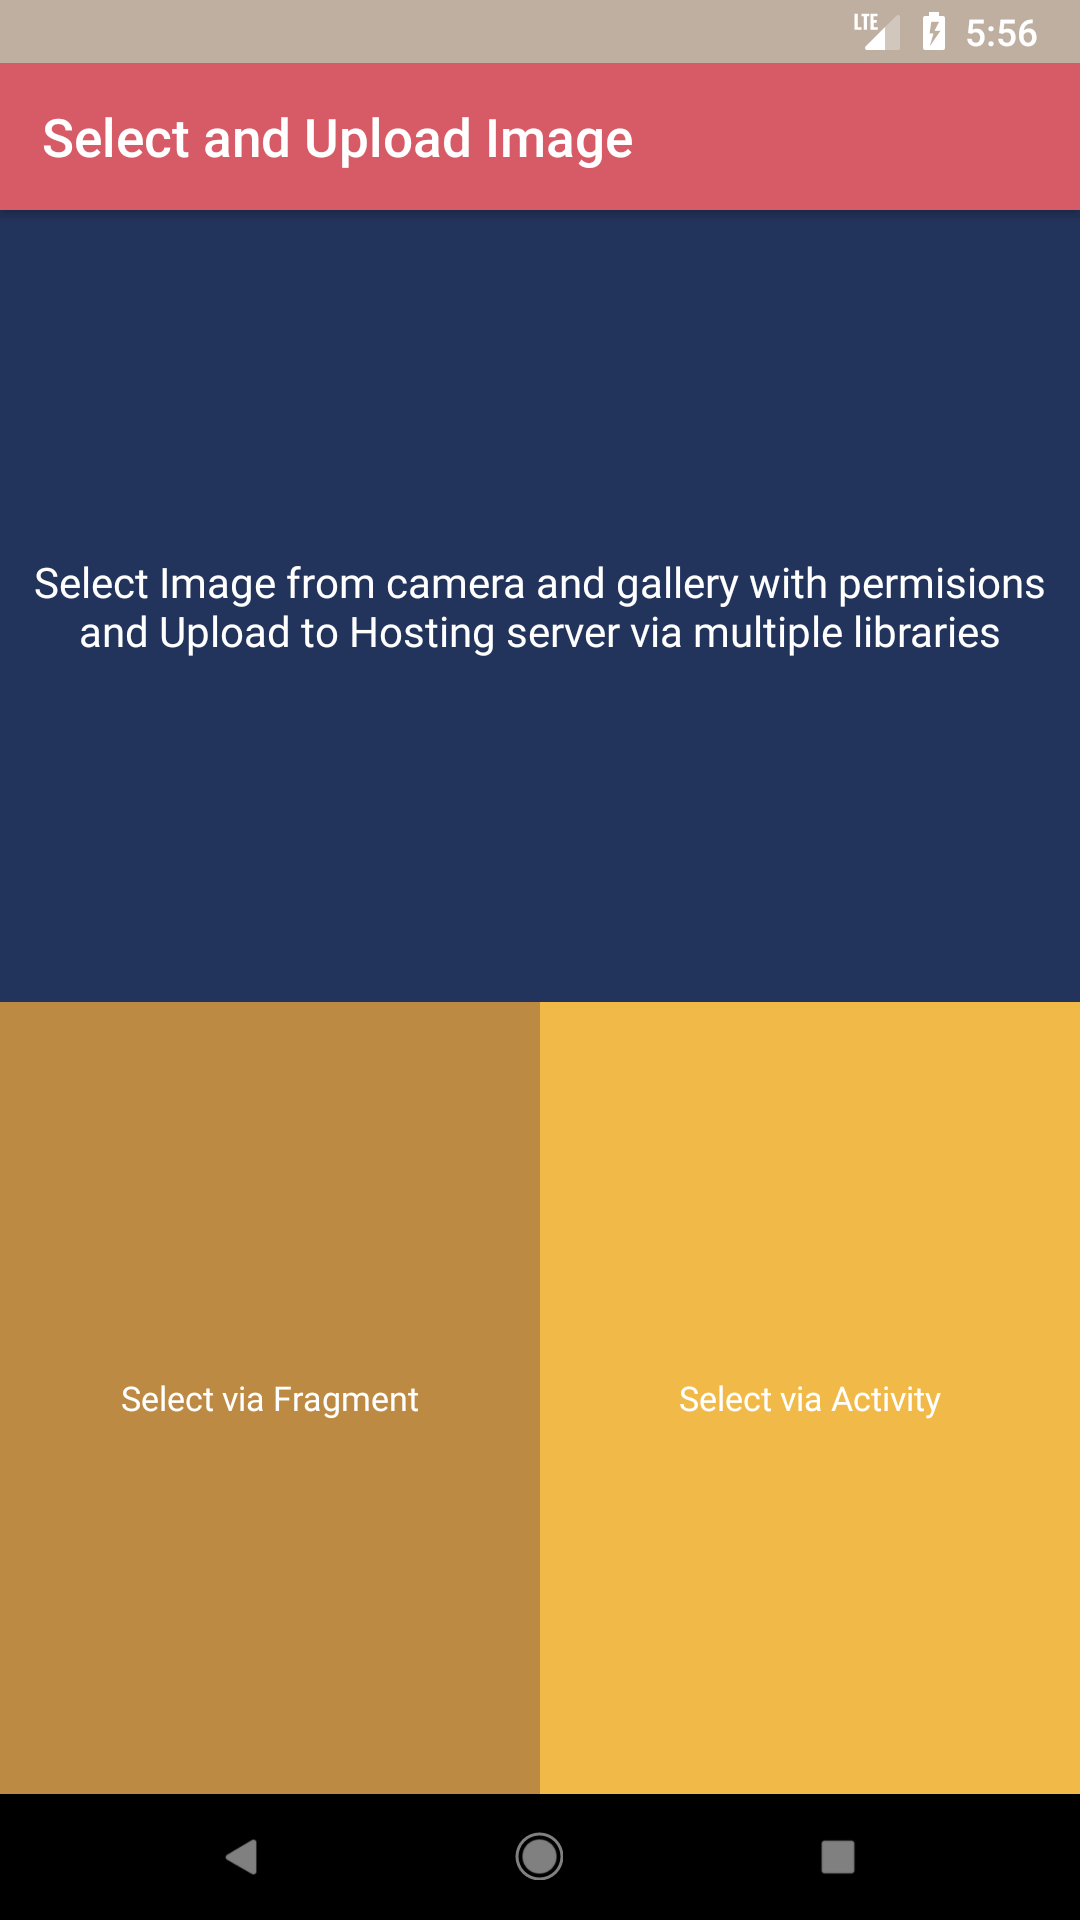 LTE 5:56
Select and Upload Image
Select Image from camera and gallery with permisions
and Upload to Hosting server via multiple libraries
Select via Fragment
Select via Activity